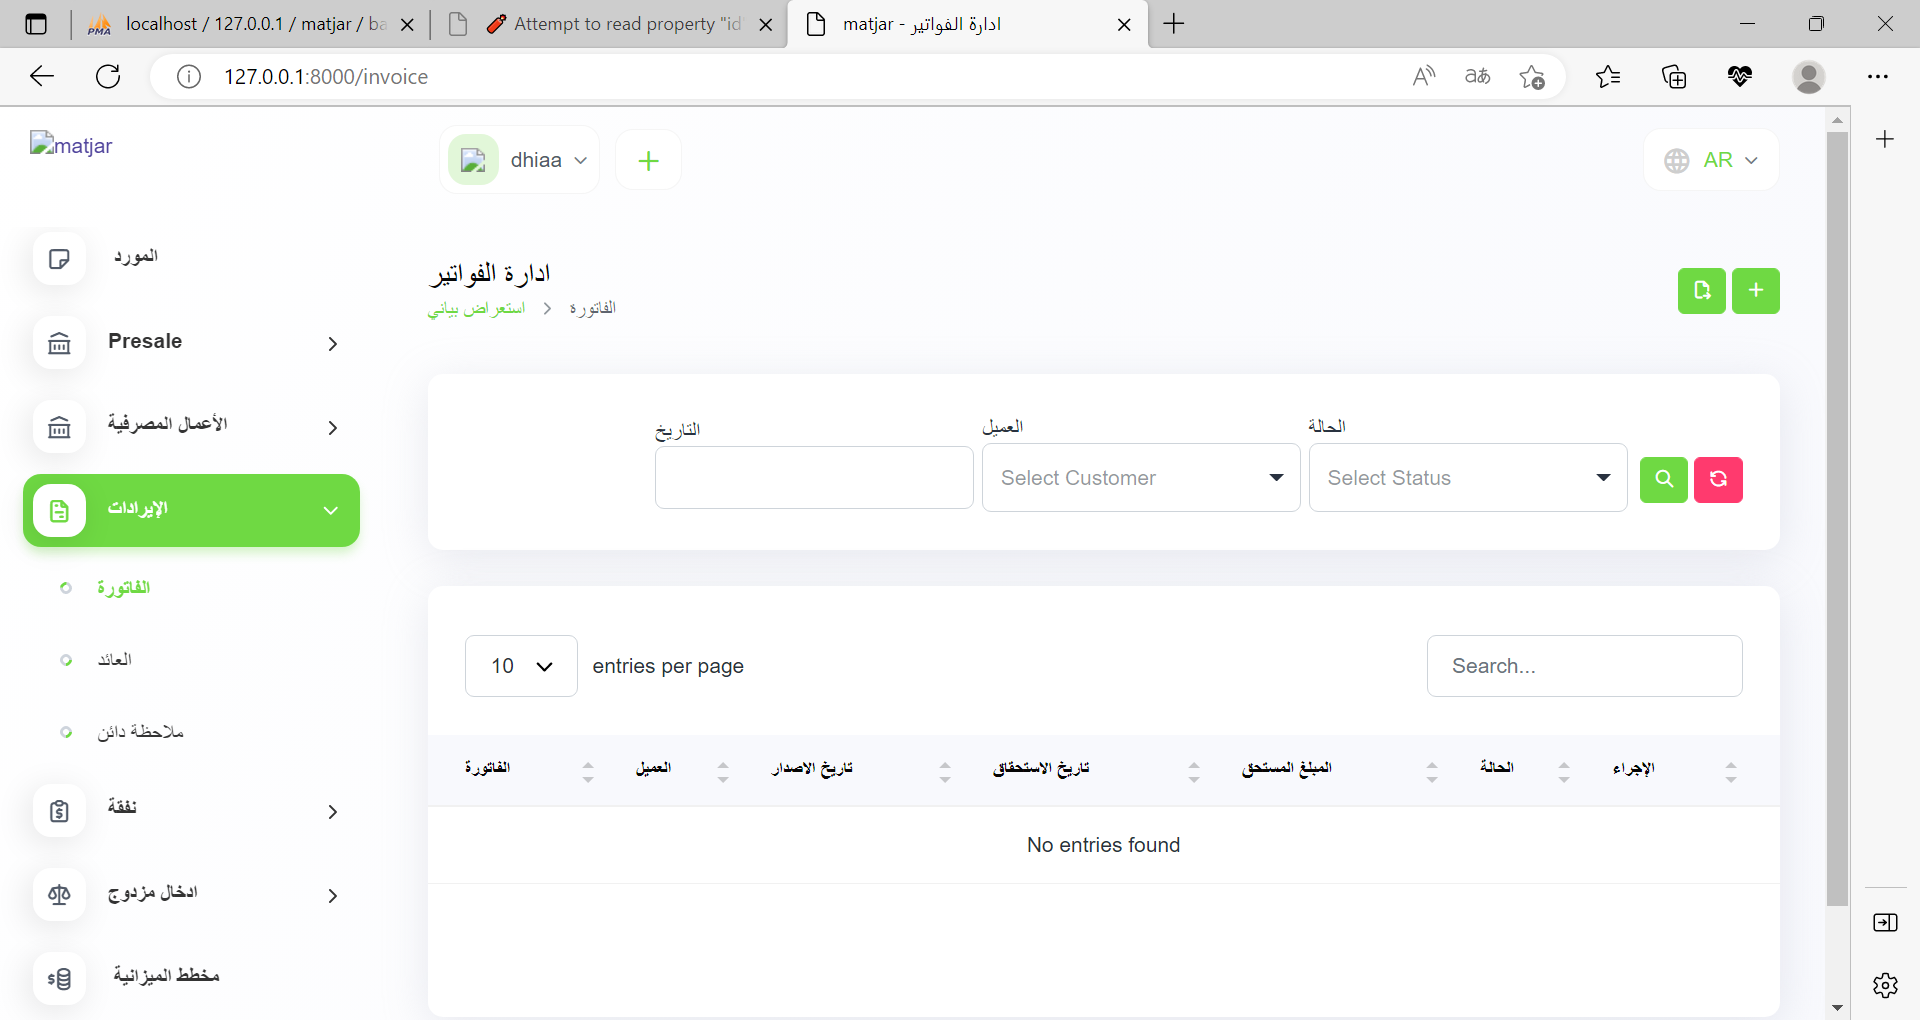 localhost / 127.0.0.1 / matjar / ba
Attempt to read property "id"
matjar - ادارة الفواتير
127.0.0.1:8000/invoice
matjar
dhiaa
AR
المورد
Presale
الأعمال المصرفية
الإيرادات
الفاتورة
العائد
ملاحظة دائن
نفقة
ادخال مزدوج
مخطط الميزانية
ادارة الفواتير
استعراض بياني
الفاتورة
التاريخ
العميل
الحالة
Select Customer
Select Status
10 entries per page
Search...
الفاتورة
العميل
تاريخ الاصدار
تاريخ الاستحقاق
المبلغ المستحق
الحالة
الإجراء
No entries found